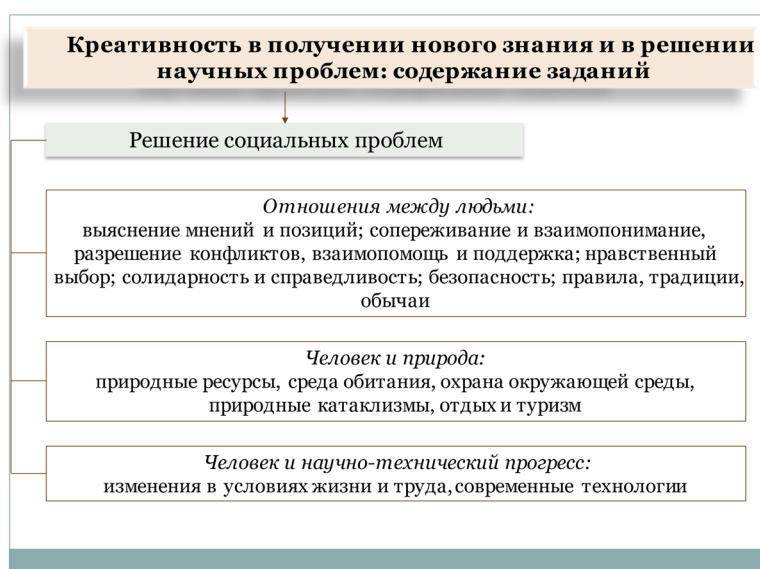 Креативность в получении нового знания и в решении
научных проблем: содержание заданий
Решение социальных проблем
Отношения между людьми:
выяснение мнений и позиций; сопереживание и взаимопонимание,
разрешение конфликтов, взаимопомощь и поддержка; нравственный
выбор; солидарность и справедливость; безопасность; правила, традиции,
обычаи
Человек и природа:
природные ресурсы, среда обитания, охрана окружающей среды,
природные катаклизмы, отдых и туризм
Человек и научно-технический прогресс:
изменения в условиях жизни и труда, современные технологии